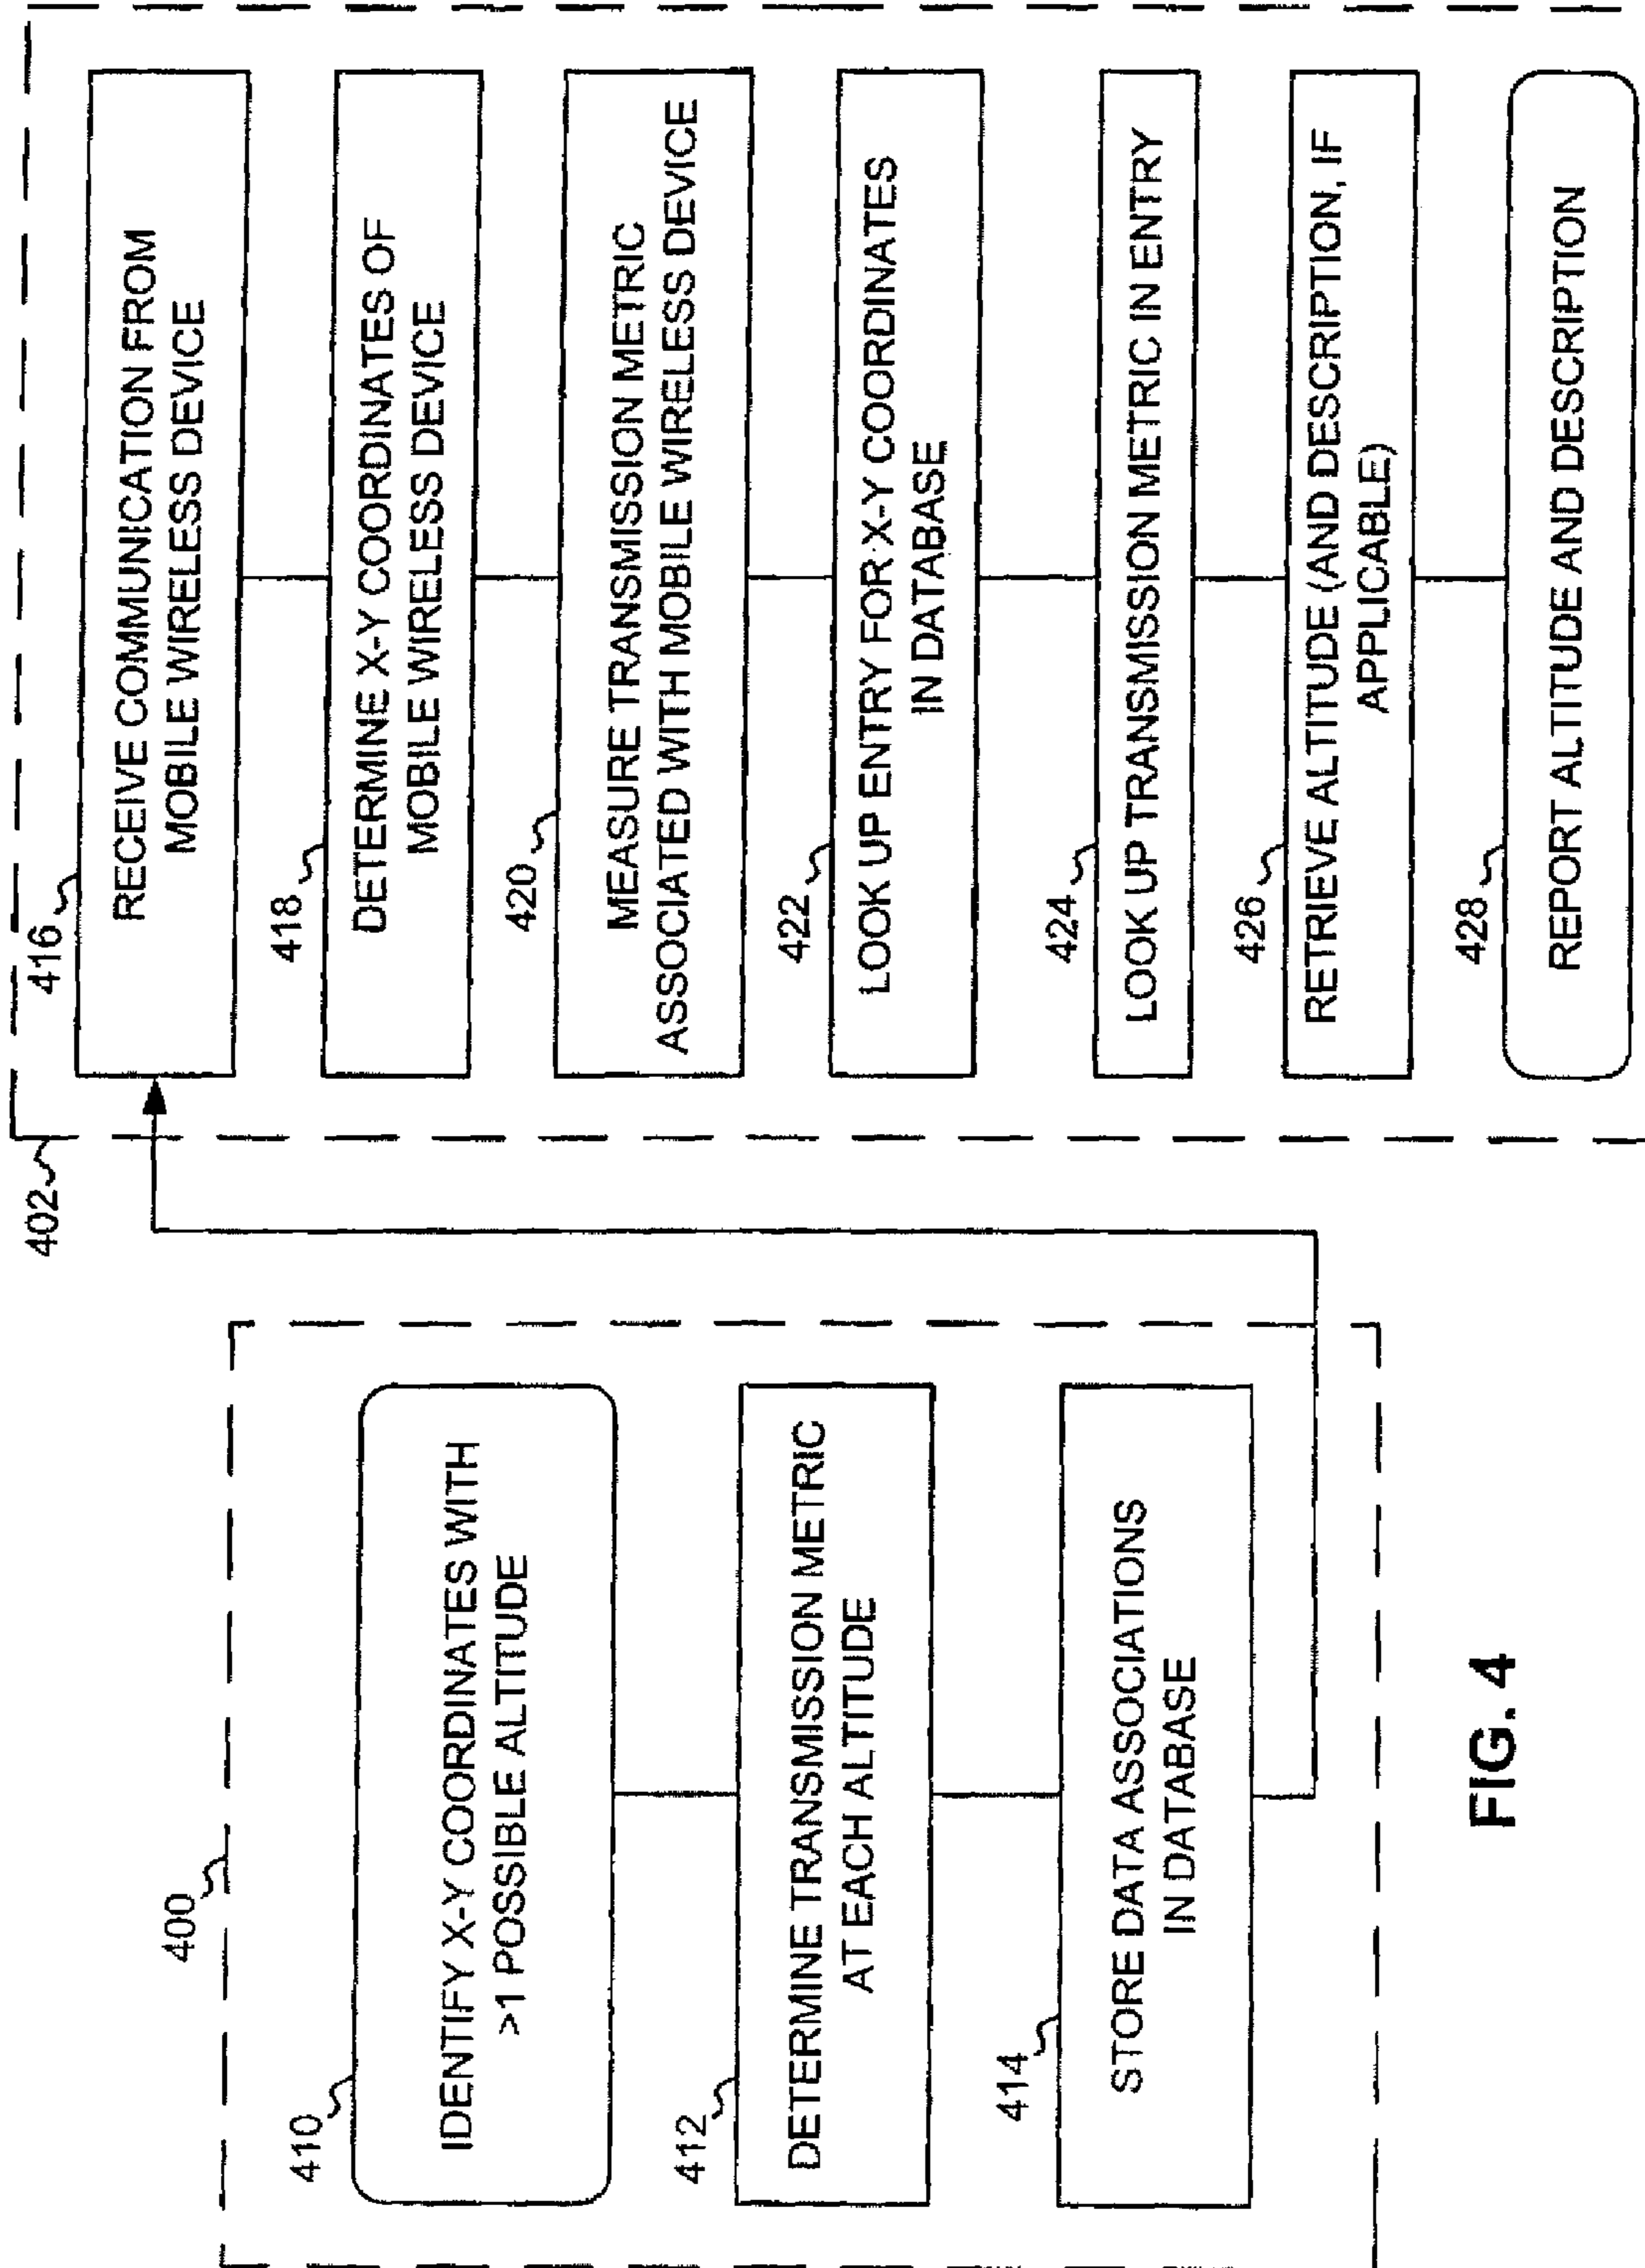 400
410
IDENTIFY X-Y COORDINATES WITH
>1 POSSIBLE ALTITUDE
412
DETERMINE TRANSMISSION METRIC
AT EACH ALTITUDE
414
STORE DATA ASSOCIATIONS
IN DATABASE
402
416
RECEIVE COMMUNICATION FROM
MOBILE WIRELESS DEVICE
418
DETERMINE X-Y COORDINATES OF
MOBILE WIRELESS DEVICE
420
MEASURE TRANSMISSION METRIC
ASSOCIATED WITH MOBILE WIRELESS DEVICE
422
LOOK UP ENTRY FOR X-Y COORDINATES
IN DATABASE
424
LOOK UP TRANSMISSION METRIC IN ENTRY
426
RETRIEVE ALTITUDE (AND DESCRIPTION, IF
APPLICABLE)
428
REPORT ALTITUDE AND DESCRIPTION
FIG. 4